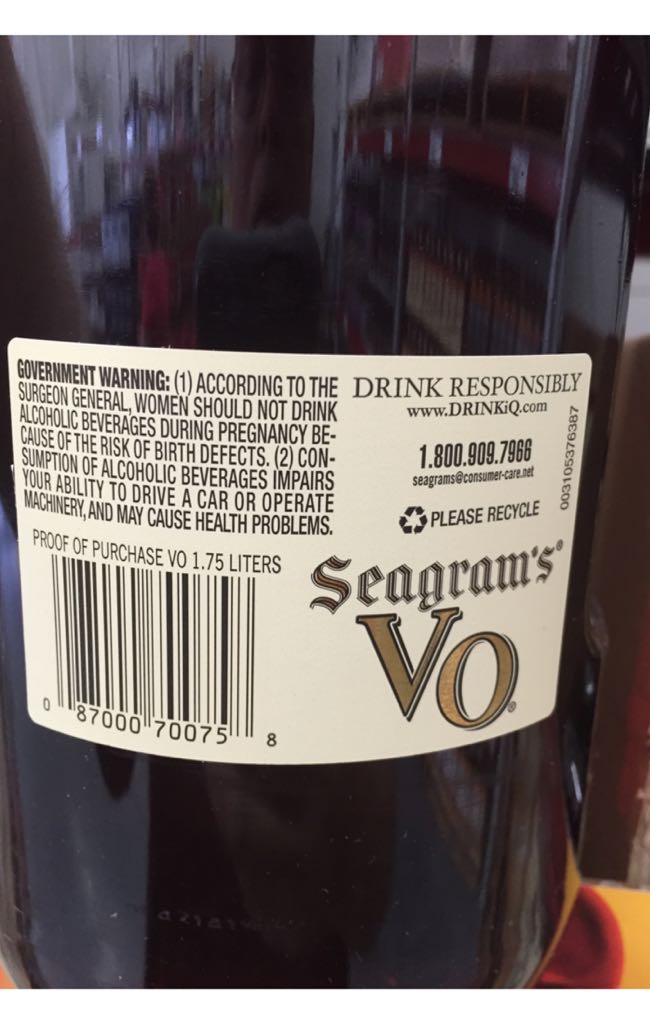 GOVERNMENT WARNING: (1) ACCORDING TO THE
SURGEON GENERAL, WOMEN SHOULD NOT DRINK
ALCOHOLIC BEVERAGES DURING PREGNANCY BE-
CAUSE OF THE RISK OF BIRTH DEFECTS. (2) CON-
SUMPTION OF ALCOHOLIC BEVERAGES IMPAIRS
YOUR ABILITY TO DRIVE A CAR OR OPERATE
MACHINERY, AND MAY CAUSE HEALTH PROBLEMS.
PROOF OF PURCHASE VO 1.75 LITERS
0 87000 70075 8
DRINK RESPONSIBLY
www.DRINKiQ.com
1.800.909.7966
seagrams@consumer-care.net
PLEASE RECYCLE
003105376387
Seagram's®
VO®